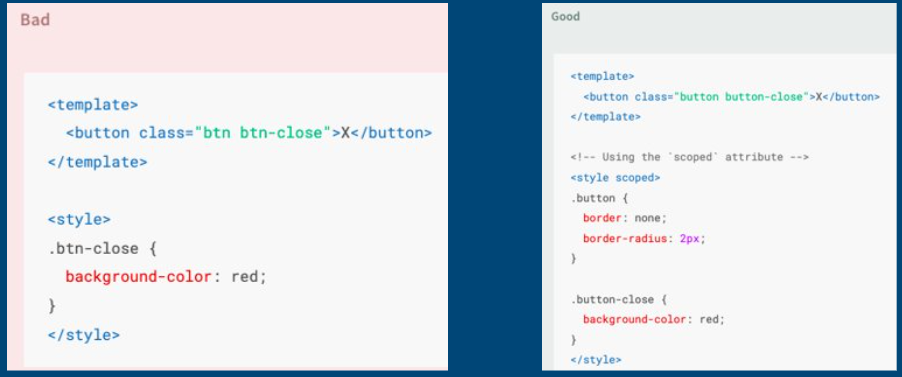 Bad
<template>
<button class="btn btn-close">X</button>
</template>
<style>
.btn-close {
background-color: red;
}
</style>
Good
<template>
<button class="button button-close">X</button>
</template>
<!-- Using the `scoped` attribute -->
<style scoped>
.button {
border: none;
border-radius: 2px;
}
.button-close {
background-color: red;
}
</style>